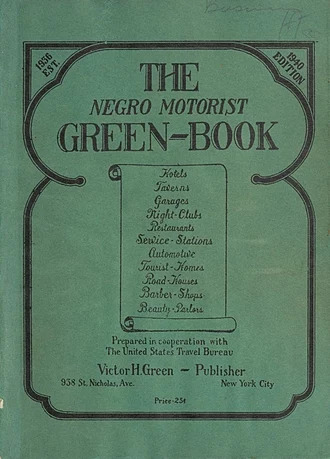 1936
EST.
1940
EDITION
THE
NEGRO MOTORIST
GREEN-BOOK
Hotels
Taverns
Garages
Night-Clubs
Restaurants
Service-Stations
Automotive
Tourist-Homes
Road-Houses
Barber-Shops
Beauty-Parlors
Prepared in cooperation with
The United States Travel Bureau
Victor H. Green — Publisher
938 St. Nicholas, Ave. New York City
Price-25¢